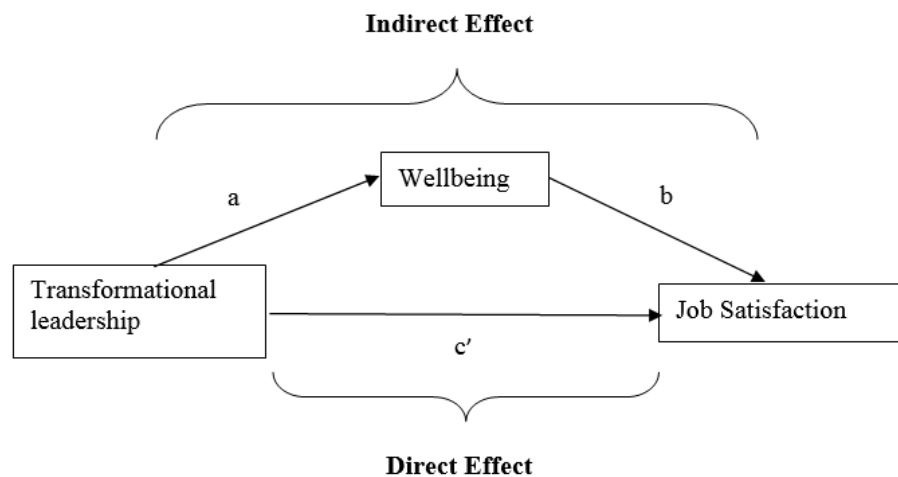 Indirect Effect
Wellbeing
a
b
Transformational
leadership
Job Satisfaction
c′
Direct Effect